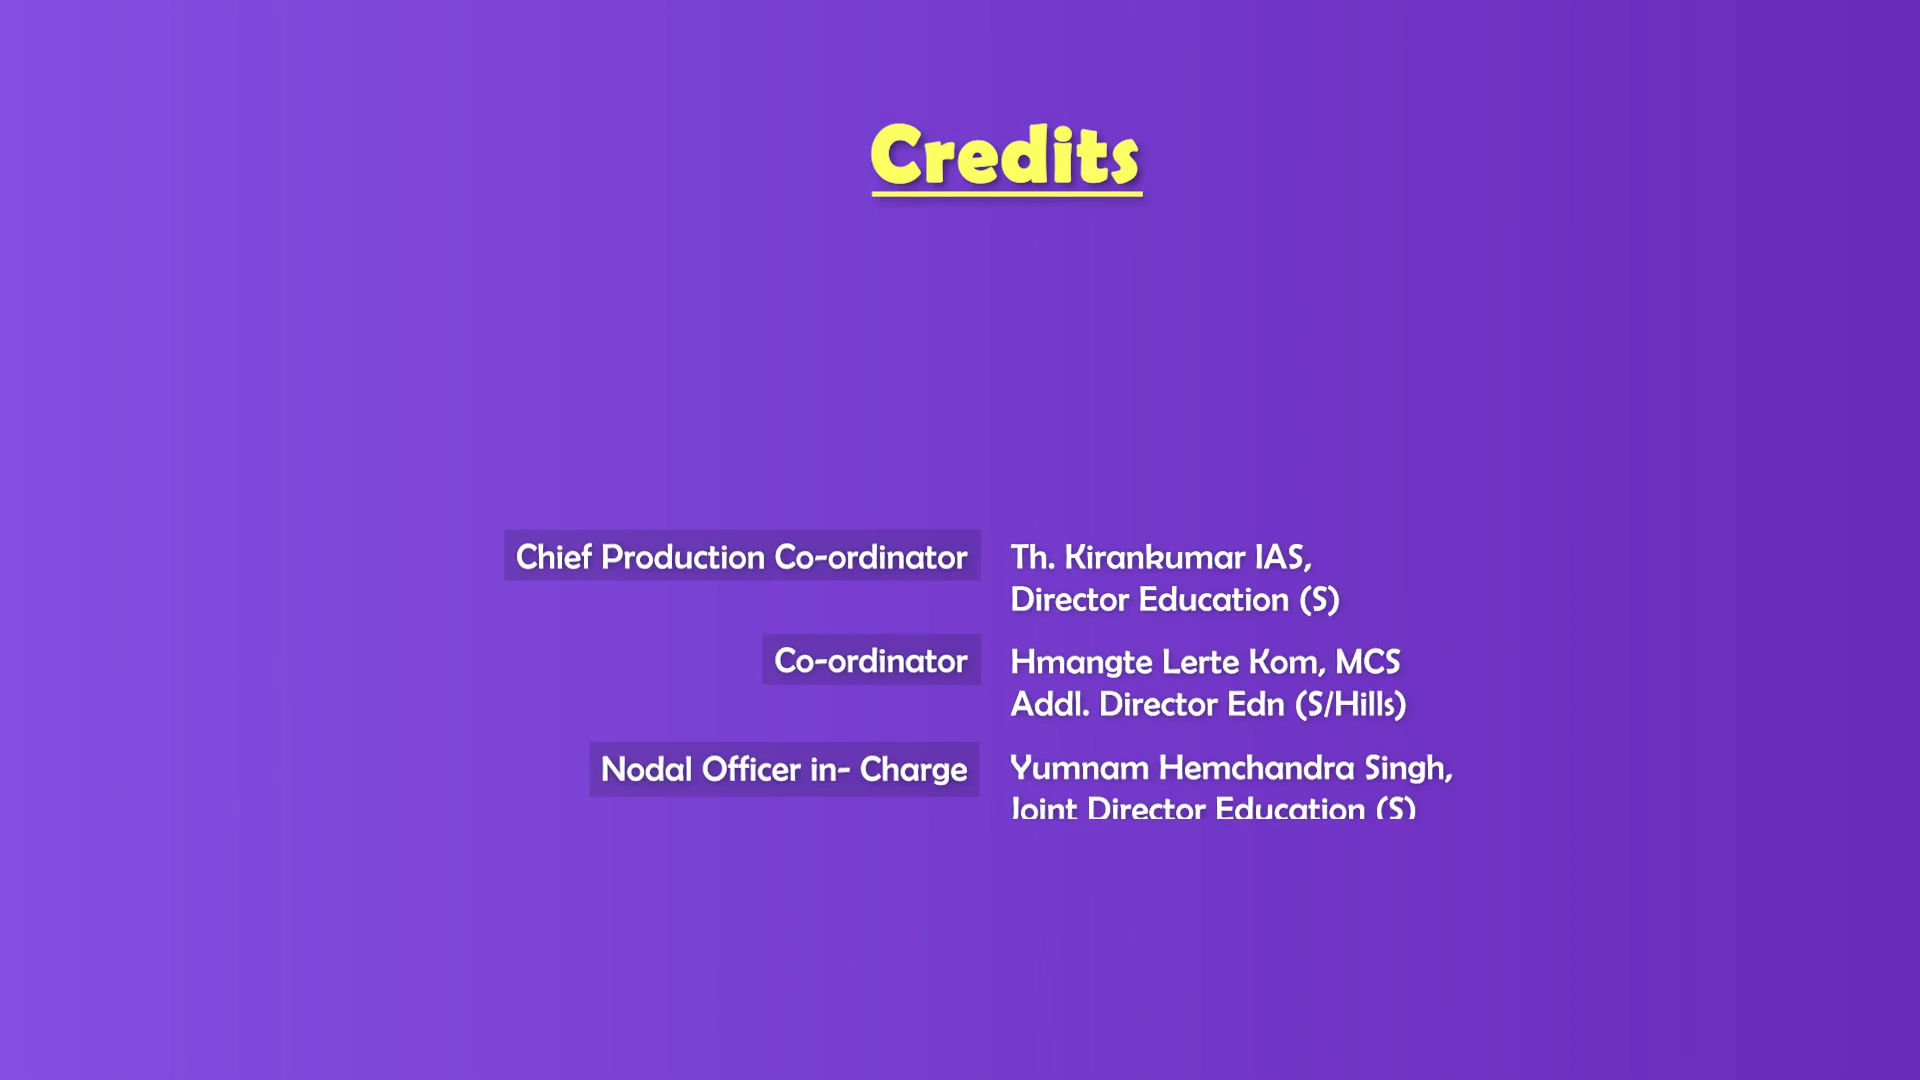 Credits
Chief Production Co-ordinator Th. Kirankumar IAS,
Director Education (S)
Co-ordinator Hmangte Lerte Kom, MCS
Addl. Director Edn (S/Hills)
Nodal Officer in- Charge Yumnam Hemchandra Singh,
Joint Director Education (S)